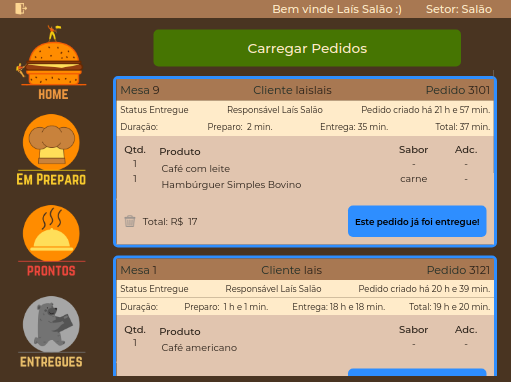 Bem vinde Laís Salão :) Setor: Salão
Carregar Pedidos
HOME
EM PREPARO
PRONTOS
ENTREGUES
Mesa 9 Cliente laislais Pedido 3101
Status Entregue Responsável Laís Salão Pedido criado há 21 h e 57 min.
Duração: Preparo: 2 min. Entrega: 35 min. Total: 37 min.
Qtd. Produto Sabor Adc.
1 Café com leite - -
1 Hambúrguer Simples Bovino carne -
Total: R$ 17 Este pedido já foi entregue!
Mesa 1 Cliente lais Pedido 3121
Status Entregue Responsável Laís Salão Pedido criado há 20 h e 39 min.
Duração: Preparo: 1 h e 1 min. Entrega: 18 h e 18 min. Total: 19 h e 20 min.
Qtd. Produto Sabor Adc.
1 Café americano - -